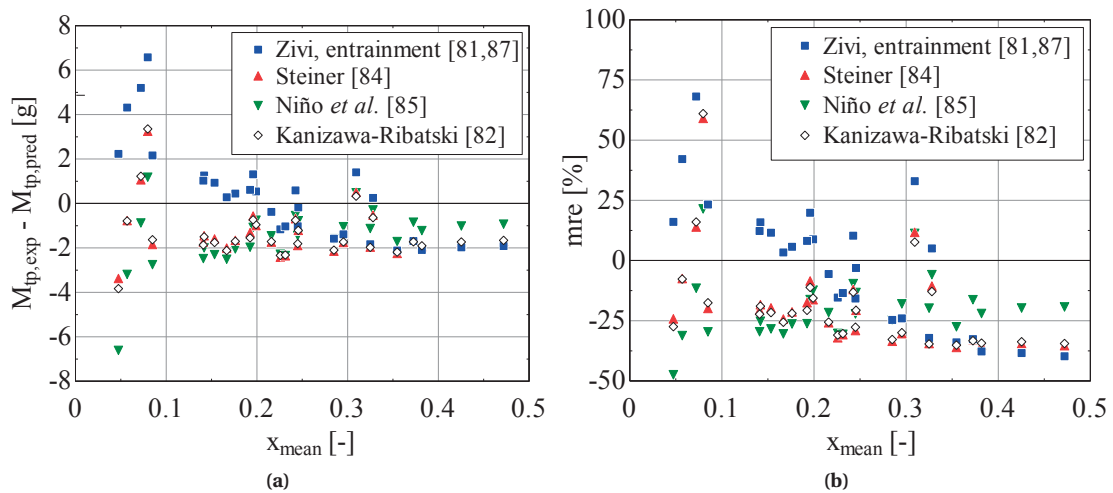 8
6
4
2
0
-2
-4
-6
-8
M_tp,exp - M_tp,pred [g]
Zivi, entrainment [81,87]
Steiner [84]
Niño et al. [85]
Kanizawa-Ribatski [82]
0 0.1 0.2 0.3 0.4 0.5
x_mean [-]
(a)
100
75
50
25
0
-25
-50
mre [%]
Zivi, entrainment [81,87]
Steiner [84]
Niño et al. [85]
Kanizawa-Ribatski [82]
0 0.1 0.2 0.3 0.4 0.5
x_mean [-]
(b)